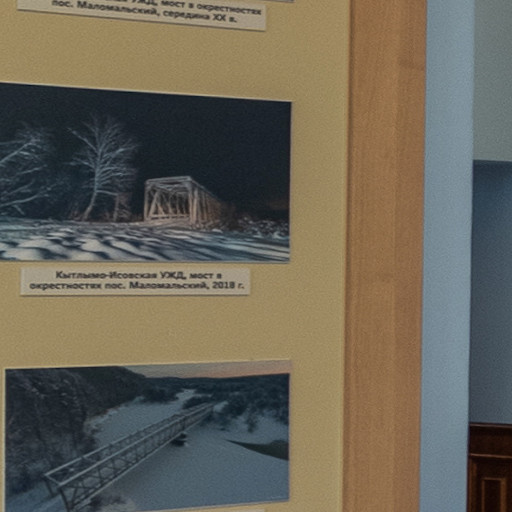 УЖД, мост в окрестностях
пос. Маломальский, середина XX в.
Кытлымо-Исовская УЖД, мост в
окрестностях пос. Маломальский, 2018 г.